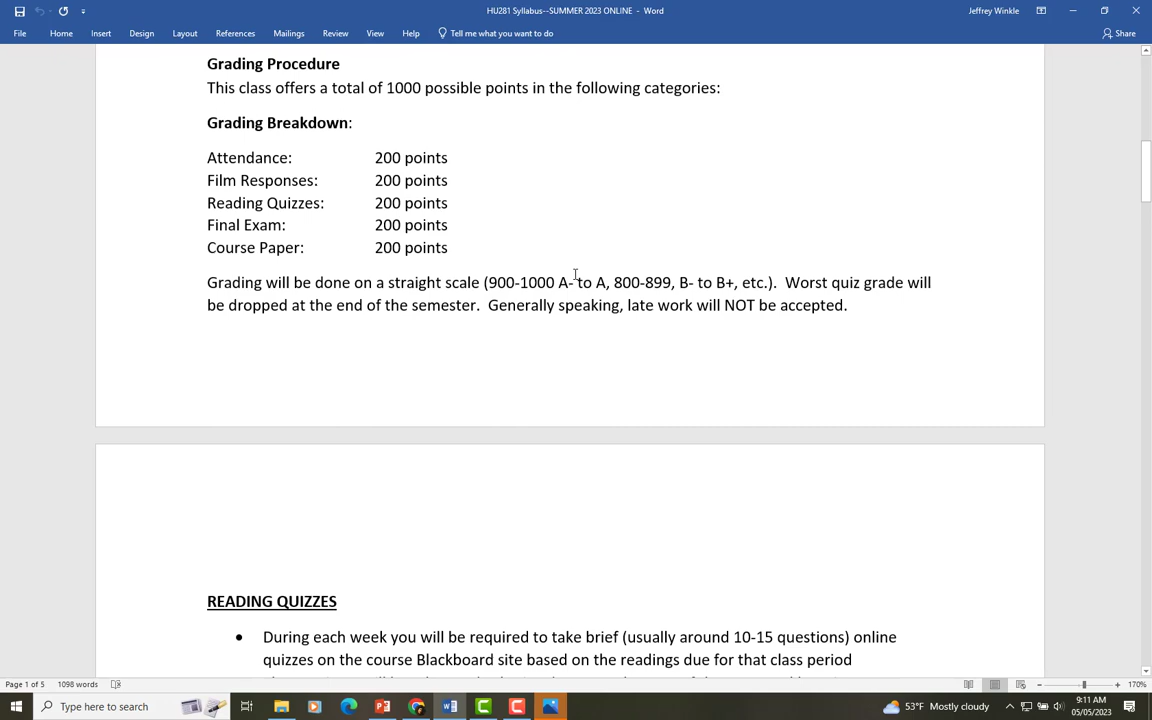 HU281 Syllabus--SUMMER 2023 ONLINE - Word
Jeffrey Winkle
File Home Insert Design Layout References Mailings Review View Help Tell me what you want to do Share
Grading Procedure
This class offers a total of 1000 possible points in the following categories:
Grading Breakdown:
Attendance: 200 points
Film Responses: 200 points
Reading Quizzes: 200 points
Final Exam: 200 points
Course Paper: 200 points
Grading will be done on a straight scale (900-1000 A- to A, 800-899, B- to B+, etc.). Worst quiz grade will
be dropped at the end of the semester. Generally speaking, late work will NOT be accepted.
READING QUIZZES
• During each week you will be required to take brief (usually around 10-15 questions) online
quizzes on the course Blackboard site based on the readings due for that class period
Page 1 of 5 1098 words 170%
Type here to search
53°F Mostly cloudy
9:11 AM
05/05/2023